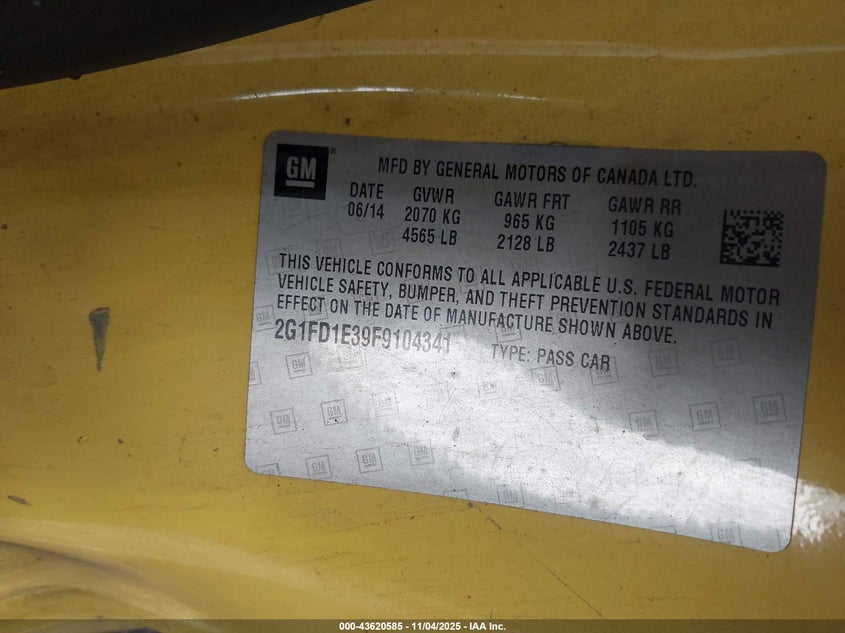 GM
MFD BY GENERAL MOTORS OF CANADA LTD.
DATE GVWR GAWR FRT GAWR RR
06/14 2070 KG 965 KG 1105 KG
4565 LB 2128 LB 2437 LB
THIS VEHICLE CONFORMS TO ALL APPLICABLE U.S. FEDERAL MOTOR
VEHICLE SAFETY, BUMPER, AND THEFT PREVENTION STANDARDS IN
EFFECT ON THE DATE OF MANUFACTURE SHOWN ABOVE.
2G1FD1E39F9104341 TYPE: PASS CAR
000-43620585 - 11/04/2025 - IAA Inc.